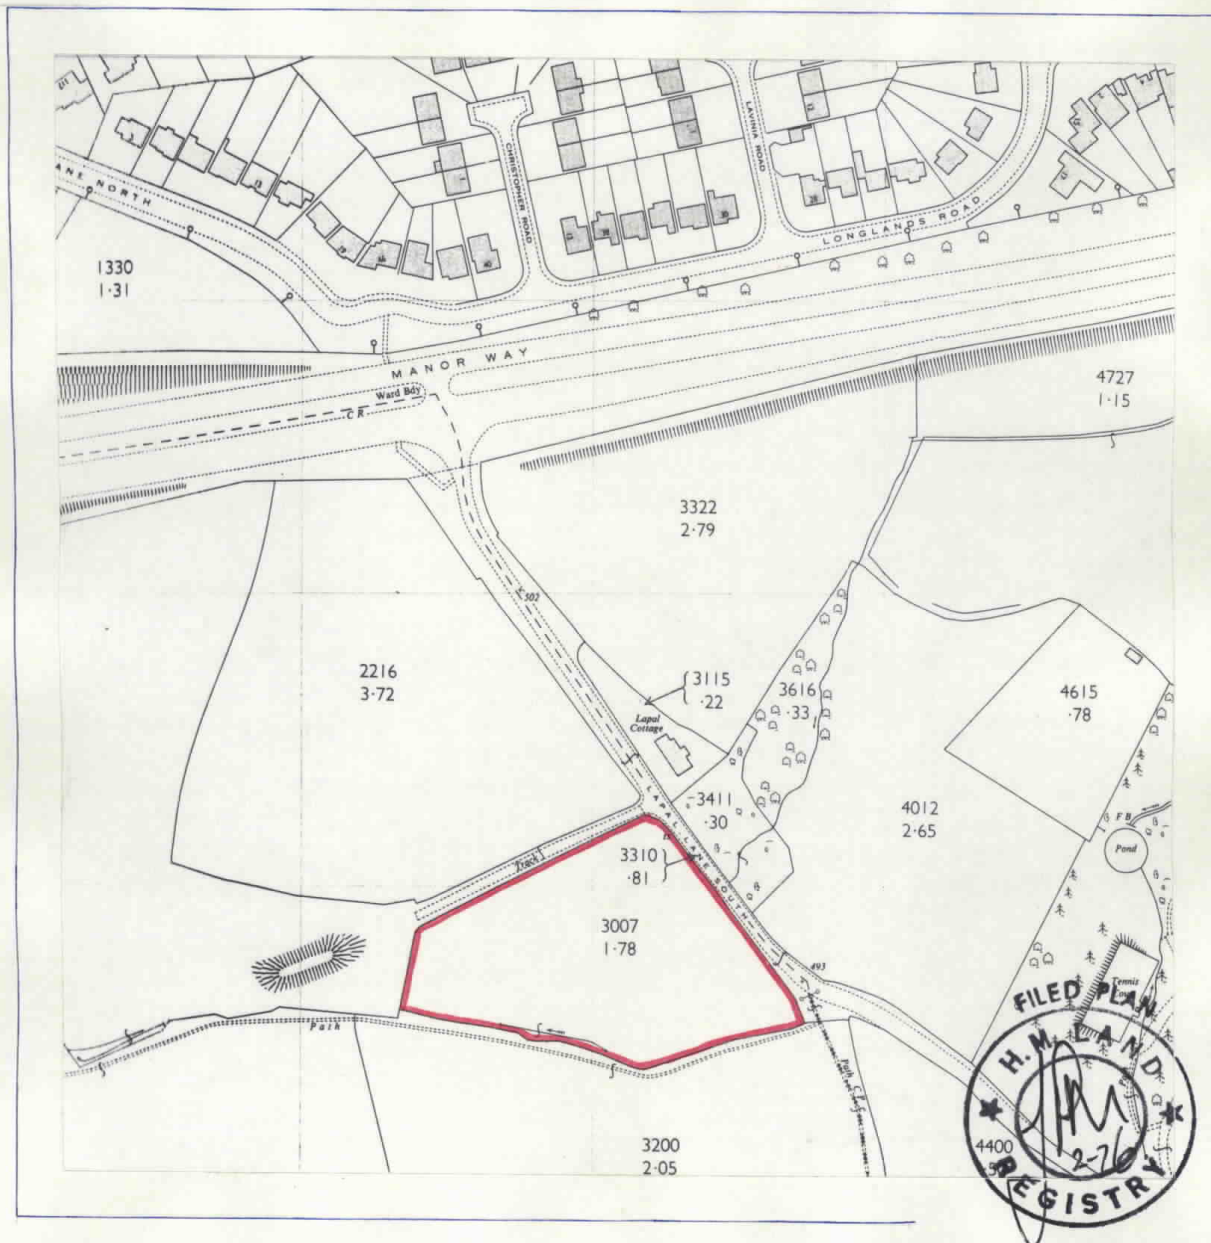 LANE NORTH
CHRISTOPHER ROAD
LAVINIA ROAD
LONGLANDS ROAD
1330
1·31
MANOR WAY
Ward Bdy
C R
4727
1·15
3322
2·79
502
2216
3·72
3115
·22
Lapal
Cottage
3616
·33
4615
·78
3411
·30
4012
2·65
F B
Pond
LAPAL LANE SOUTH
3310
·81
Track
3007
1·78
493
Tennis
Path
Path
3200
2·05
4400
FILED PLAN
H.M. LAND
REGISTRY
2-76